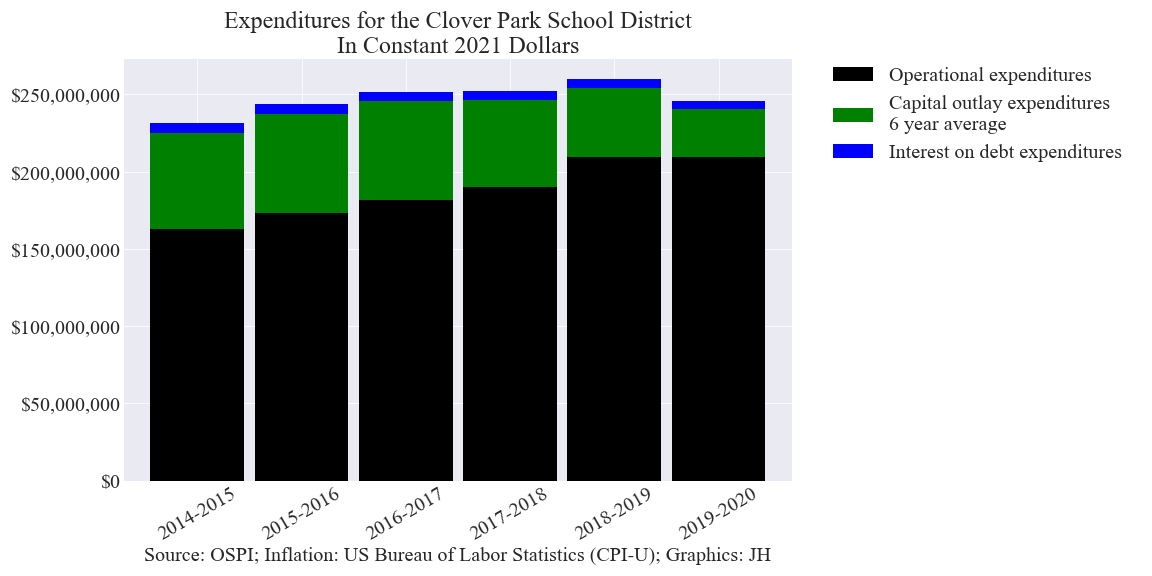 Expenditures for the Clover Park School District
In Constant 2021 Dollars
Operational expenditures
Capital outlay expenditures
6 year average
Interest on debt expenditures
$250,000,000
$200,000,000
$150,000,000
$100,000,000
$50,000,000
$0
2014-2015
2015-2016
2016-2017
2017-2018
2018-2019
2019-2020
Source: OSPI; Inflation: US Bureau of Labor Statistics (CPI-U); Graphics: JH